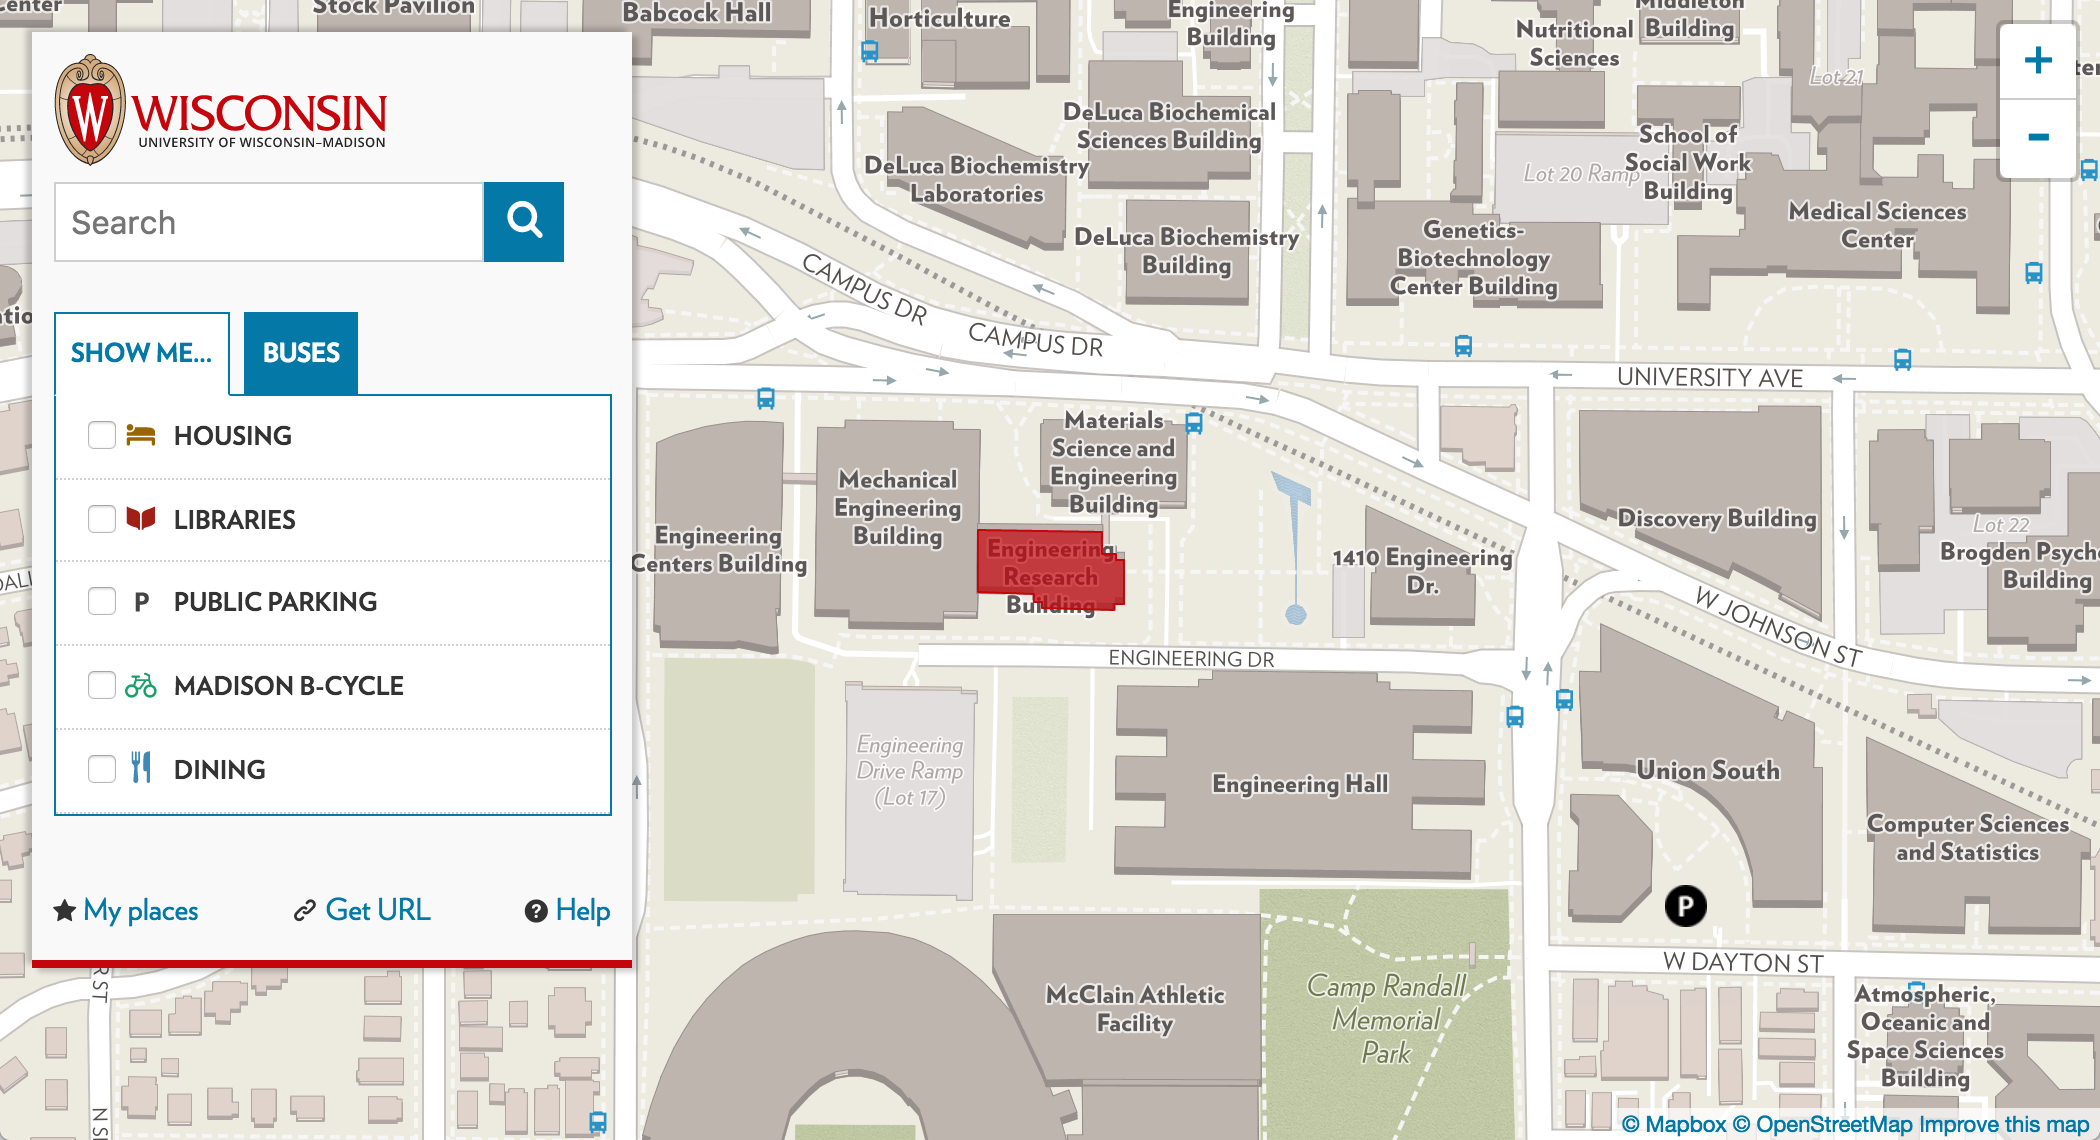 WISCONSIN
UNIVERSITY OF WISCONSIN–MADISON
Search
SHOW ME...
BUSES
HOUSING
LIBRARIES
P PUBLIC PARKING
MADISON B-CYCLE
DINING
My places
Get URL
Help
Stock Pavilion
Babcock Hall
Horticulture
Engineering
Building
Nutritional
Sciences
Middleton
Building
Lot 21
+
-
DeLuca Biochemical
Sciences Building
DeLuca Biochemistry
Laboratories
DeLuca Biochemistry
Building
Lot 20 Ramp
School of
Social Work
Building
Genetics-
Biotechnology
Center Building
Medical Sciences
Center
CAMPUS DR
CAMPUS DR
UNIVERSITY AVE
Materials
Science and
Engineering
Building
Mechanical
Engineering
Building
Engineering
Centers Building
Engineering
Research
Building
1410 Engineering
Dr.
Discovery Building
Lot 22
Brogden Psych
Building
W JOHNSON ST
ENGINEERING DR
Engineering
Drive Ramp
(Lot 17)
Engineering Hall
Union South
Computer Sciences
and Statistics
P
W DAYTON ST
McClain Athletic
Facility
Camp Randall
Memorial
Park
Atmospheric,
Oceanic and
Space Sciences
Building
© Mapbox © OpenStreetMap Improve this map